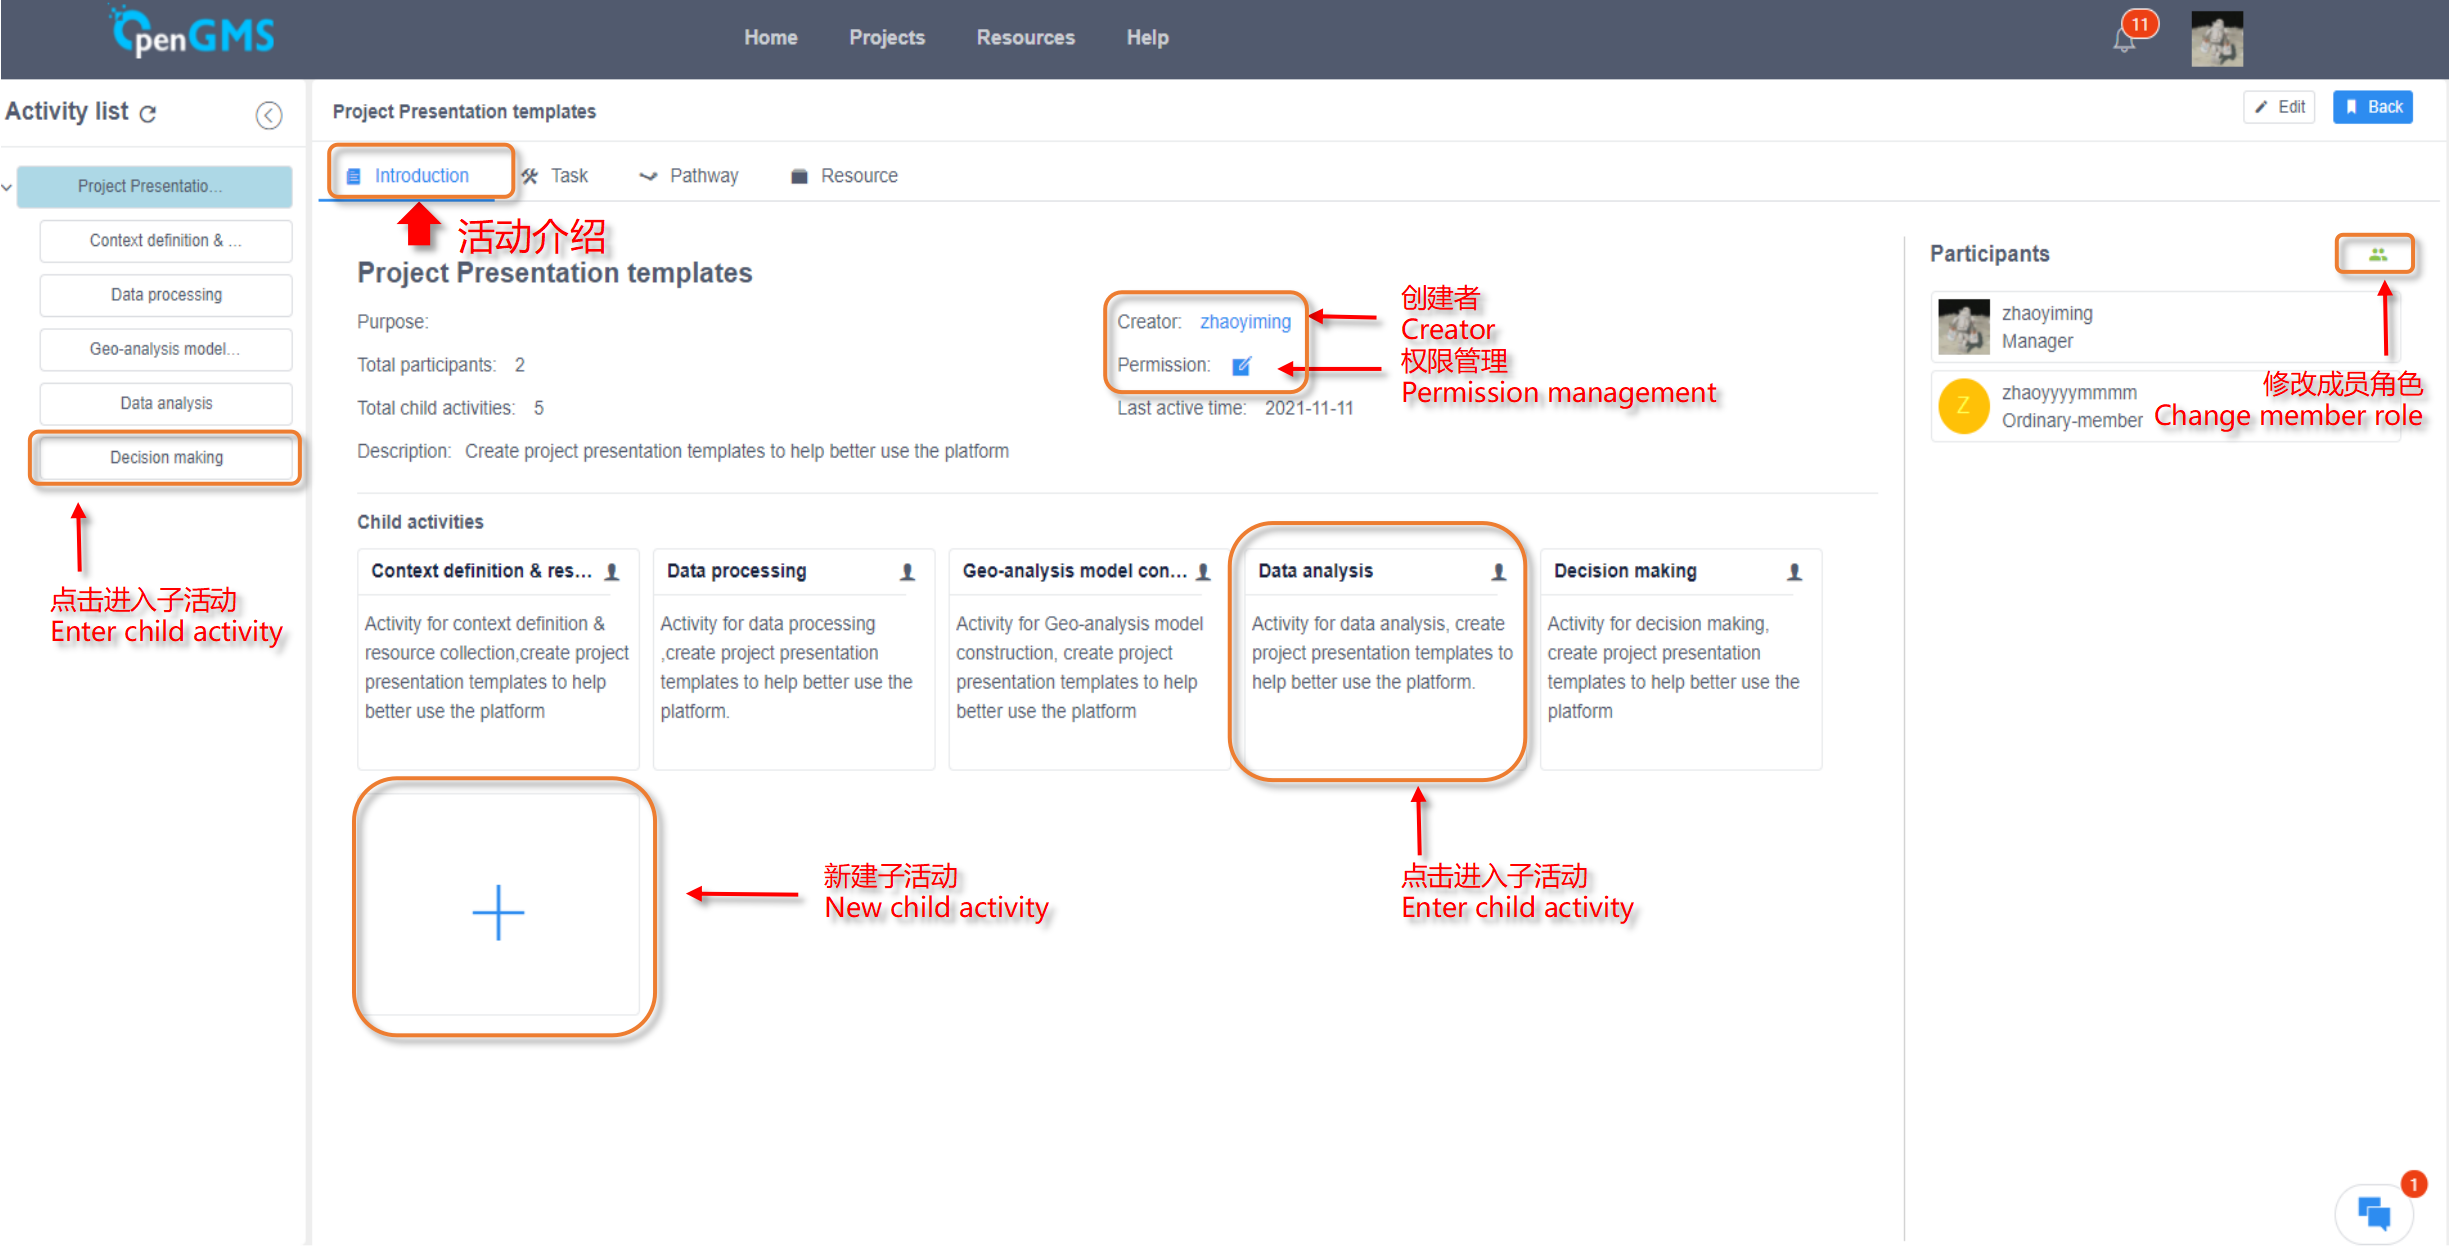 OpenGMS
Home Projects Resources Help
11
Activity list
Project Presentation templates
Edit Back
Project Presentatio...
Context definition & ...
Data processing
Geo-analysis model...
Data analysis
Decision making
点击进入子活动
Enter child activity
Introduction Task Pathway Resource
活动介绍
Project Presentation templates
Purpose:
Total participants: 2
Total child activities: 5
Description: Create project presentation templates to help better use the platform
Creator: zhaoyiming
Permission:
Last active time: 2021-11-11
创建者
Creator
权限管理
Permission management
Participants
zhaoyiming
Manager
Z
zhaoyyyymmmm
Ordinary-member
修改成员角色
Change member role
Child activities
Context definition & res...
Activity for context definition &
resource collection,create project
presentation templates to help
better use the platform
Data processing
Activity for data processing
,create project presentation
templates to help better use the
platform.
Geo-analysis model con...
Activity for Geo-analysis model
construction, create project
presentation templates to help
better use the platform
Data analysis
Activity for data analysis, create
project presentation templates to
help better use the platform.
Decision making
Activity for decision making,
create project presentation
templates to help better use the
platform
新建子活动
New child activity
点击进入子活动
Enter child activity
1